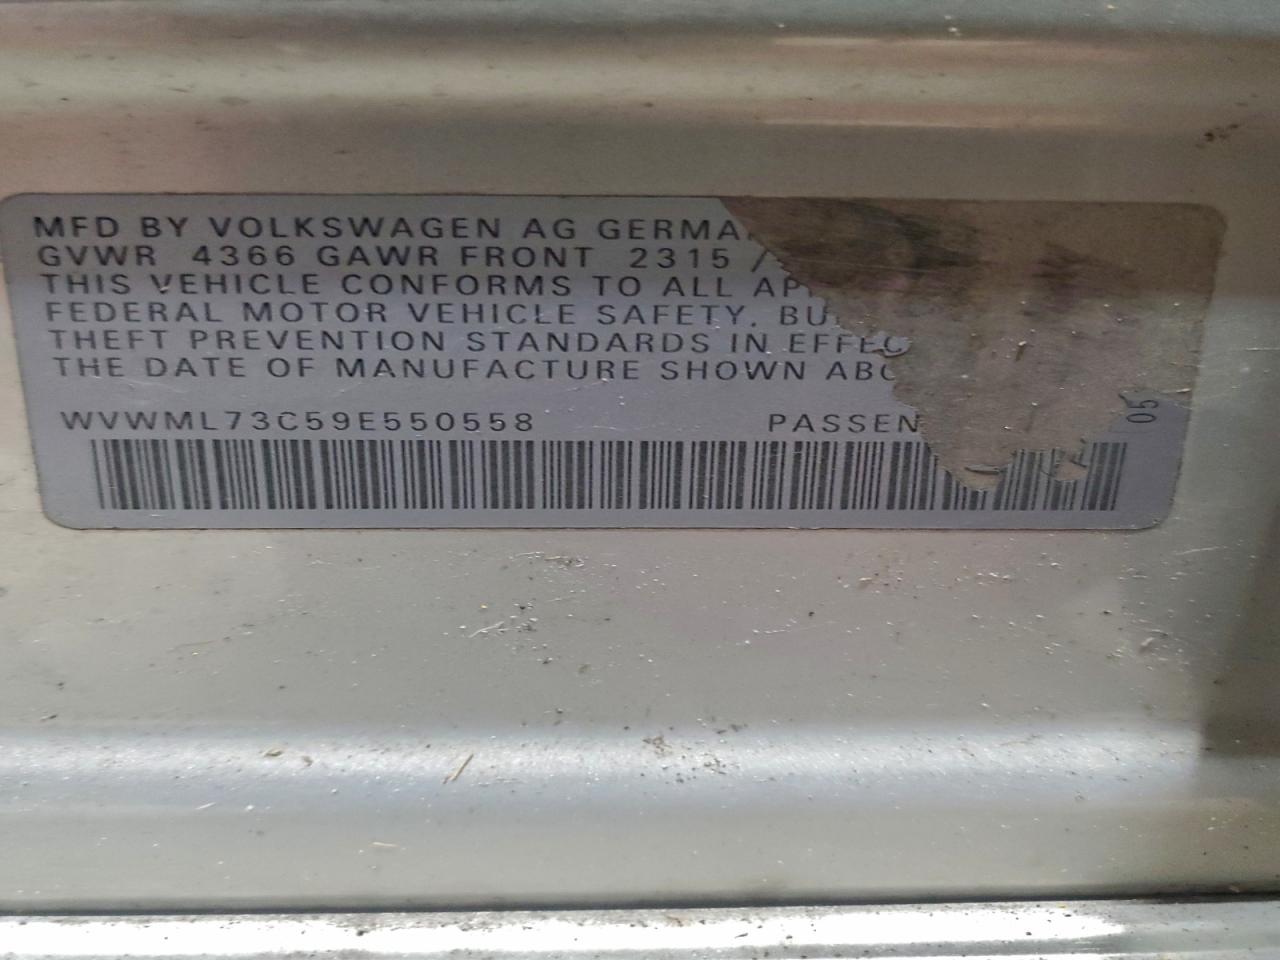 MFD BY VOLKSWAGEN AG GERMA
GVWR 4366 GAWR FRONT 2315 /
THIS VEHICLE CONFORMS TO ALL AP
FEDERAL MOTOR VEHICLE SAFETY, BU
THEFT PREVENTION STANDARDS IN EFFEC
THE DATE OF MANUFACTURE SHOWN ABO
WVWML73C59E550558 PASSEN
05